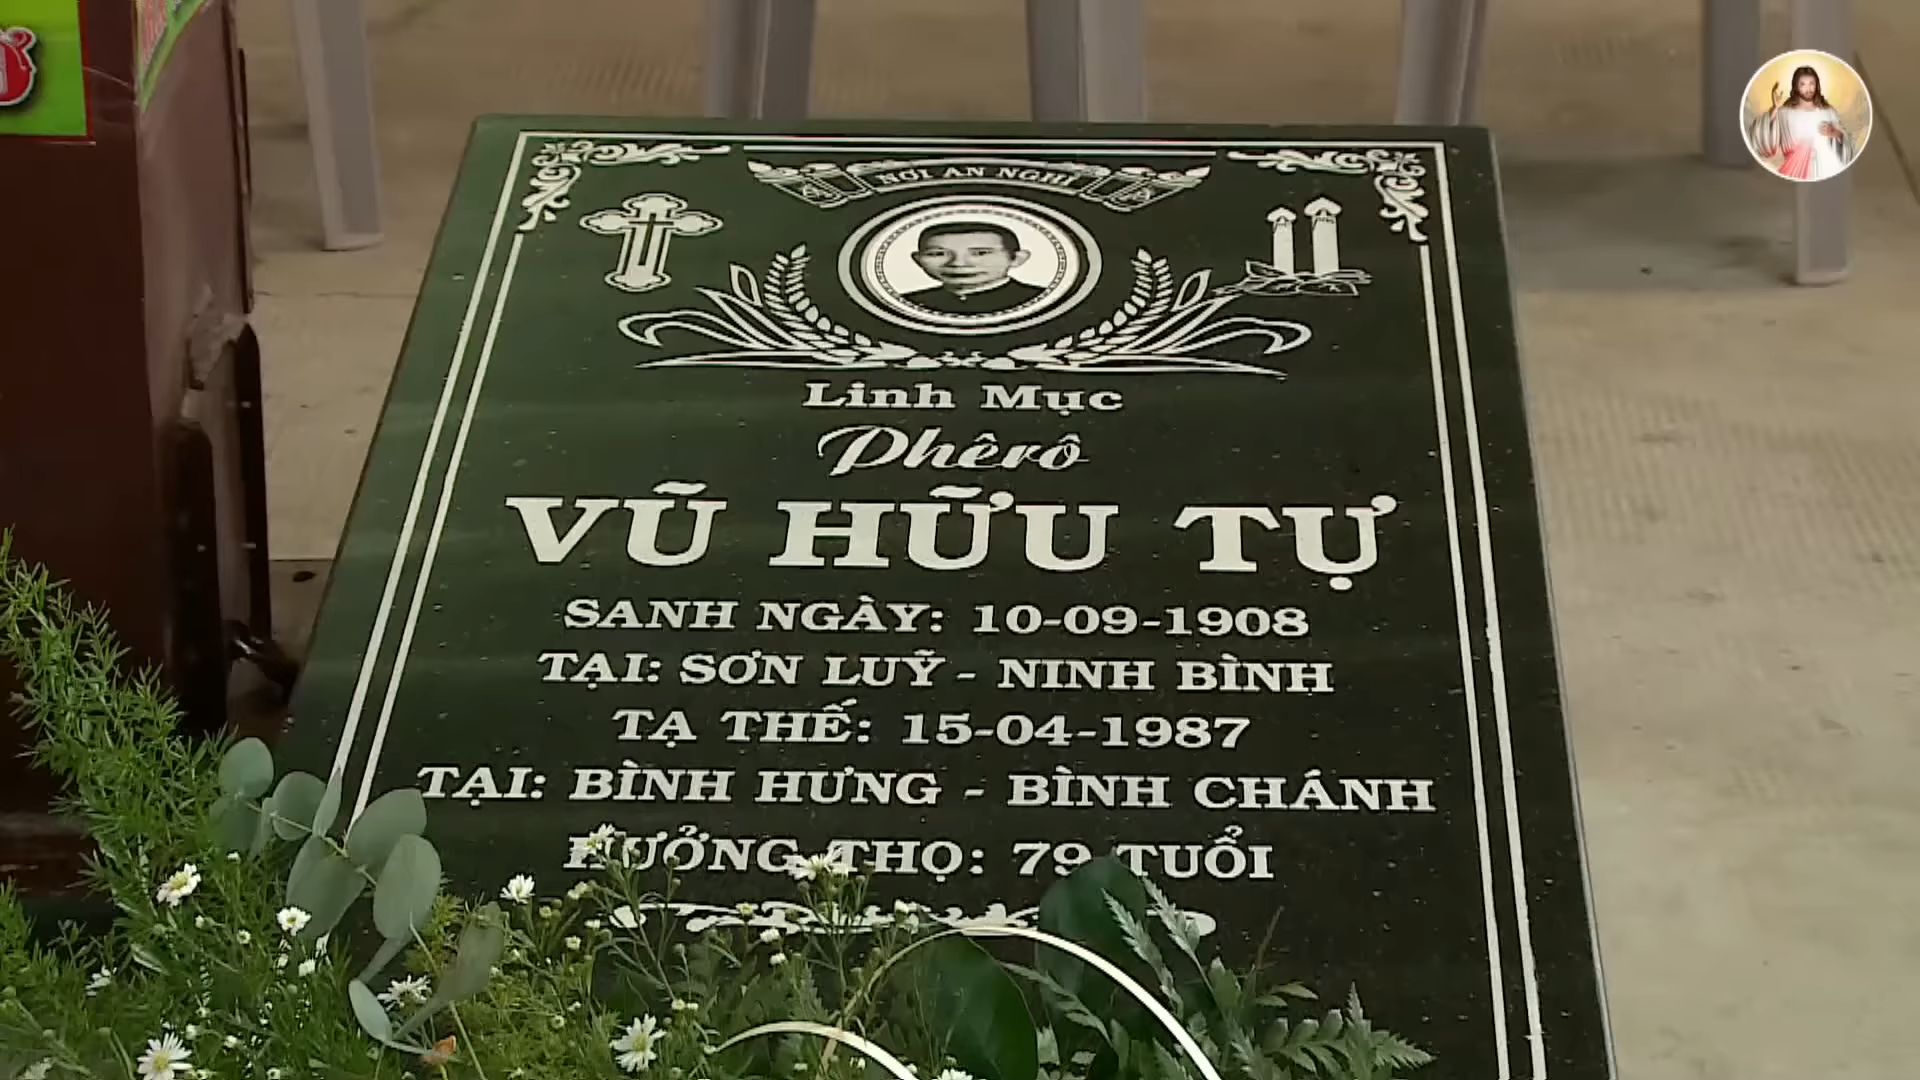 NƠI AN NGHỈ
Linh Mục
Phêrô
VŨ HỮU TỰ
SANH NGÀY: 10-09-1908
TẠI: SƠN LUỸ - NINH BÌNH
TẠ THẾ: 15-04-1987
TẠI: BÌNH HƯNG - BÌNH CHÁNH
HƯỞNG THỌ: 79 TUỔI